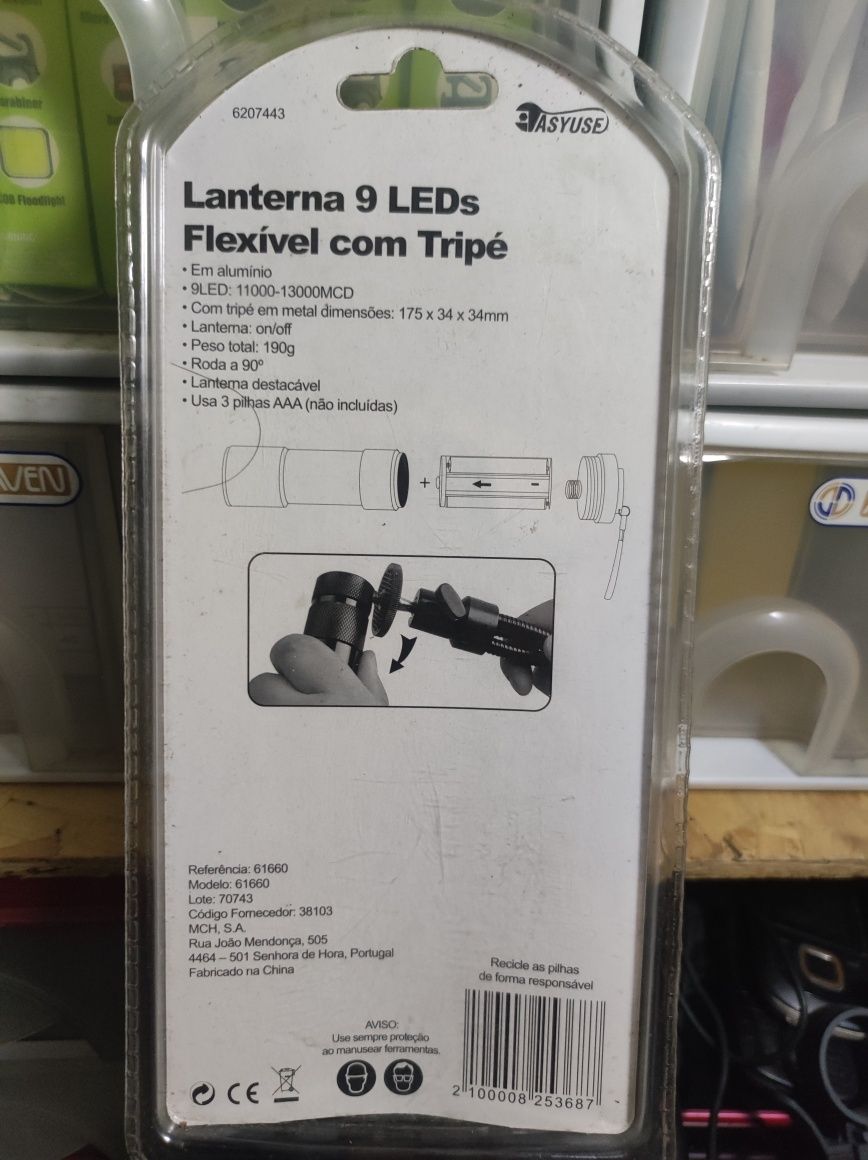 6207443
EASYUSE
Lanterna 9 LEDs
Flexível com Tripé
• Em alumínio
• 9LED: 11000-13000MCD
• Com tripé em metal dimensões: 175 x 34 x 34mm
• Lanterna: on/off
• Peso total: 190g
• Roda a 90º
• Lanterna destacável
• Usa 3 pilhas AAA (não incluídas)
+
-
Referência: 61660
Modelo: 61660
Lote: 70743
Código Fornecedor: 38103
MCH, S.A.
Rua João Mendonça, 505
4464 – 501 Senhora de Hora, Portugal
Fabricado na China
Recicle as pilhas
de forma responsável
AVISO:
Use sempre proteção
ao manusear ferramentas.
CE
2 100008 253687
Floodlight